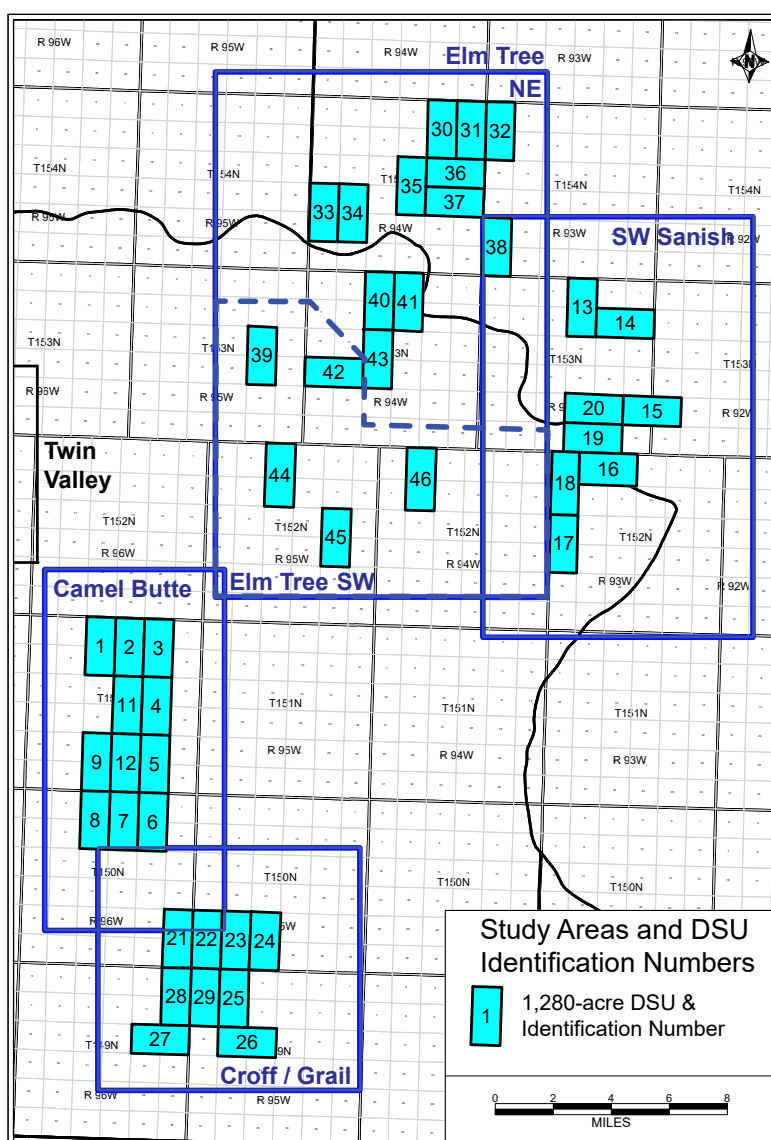 R 96W
R 95W
R 94W
Elm Tree
R 93W
NE
30
31
32
T154N
T154N
36
35
37
T154N
T154N
33
34
R 95W
R 94W
38
R 93W
SW Sanish
R 92W
40
41
13
14
T153N
39
42
43
3N
T153N
T153N
R 96W
R 95W
R 94W
20
15
19
R 92W
Twin
Valley
44
46
18
16
T152N
T152N
45
T152N
17
T152N
R 96W
R 95W
R 94W
R 93W
R 92W
Camel Butte
Elm Tree SW
1
2
3
11
4
T151N
T151N
T151N
9
12
5
R 95W
R 94W
R 93W
8
7
6
T150N
T150N
T150N
T150N
R 96W
21
22
23
24
28
29
25
27
26
Croff / Grail
R 96W
R 95W
Study Areas and DSU
Identification Numbers
1
1,280-acre DSU &
Identification Number
0 2 4 6 8
MILES